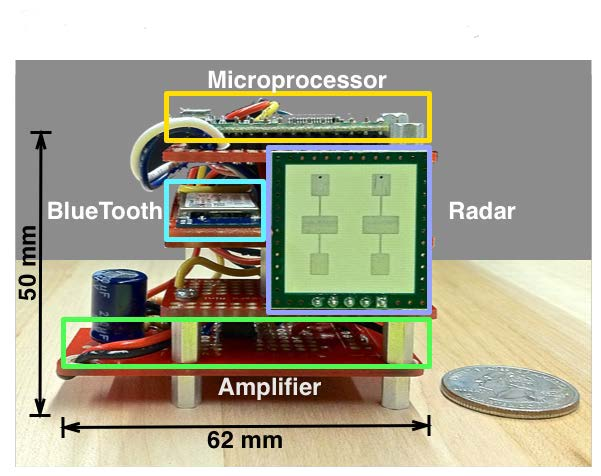 Microprocessor
BlueTooth
Radar
50 mm
Amplifier
62 mm